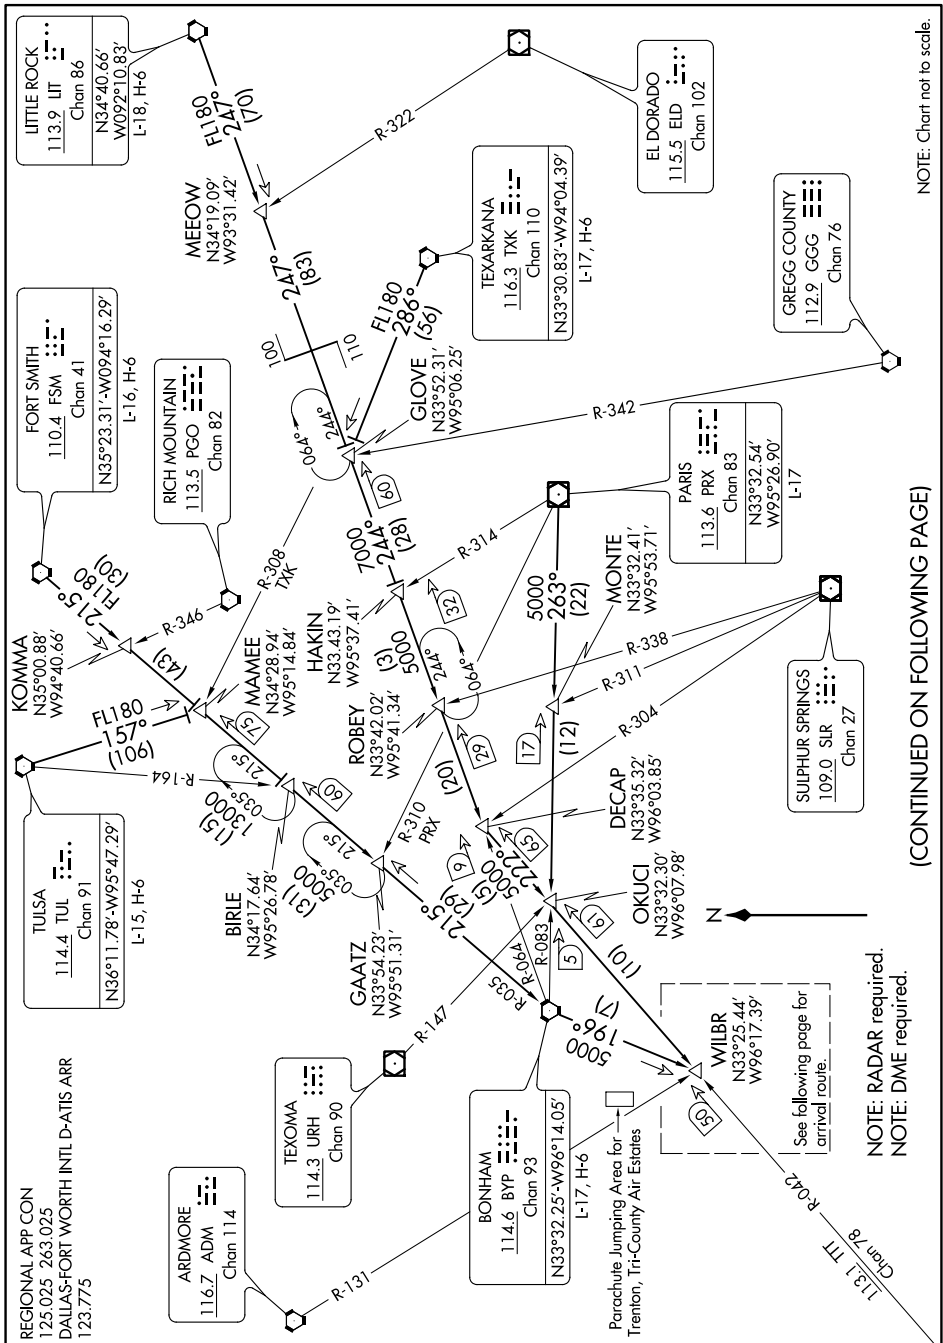 REGIONAL APP CON
125.025 263.025
DALLAS-FORT WORTH INTL D-ATIS ARR
123.775
TULSA
114.4 TUL
Chan 91
N36°11.78'-W95°47.29'
L-15, H-6
KOMMA
N35°00.88'
W94°40.66'
FORT SMITH
110.4 FSM
Chan 41
N35°23.31'-W094°16.29'
L-16, H-6
LITTLE ROCK
113.9 LIT
Chan 86
N34°40.66'
W092°10.83'
L-18, H-6
RICH MOUNTAIN
113.5 PGO
Chan 82
MEEOW
N34°19.09'
W93°31.42'
FL180
247°
(70)
R-322
247°
(83)
100
110
EL DORADO
115.5 ELD
Chan 102
TEXARKANA
116.3 TXK
Chan 110
N33°30.83'-W94°04.39'
L-17, H-6
FL180
286°
(56)
GLOVE
N33°52.31'
W95°06.25'
GREGG COUNTY
112.9 GGG
Chan 76
R-342
215°
FL180
(30)
R-346
(43)
FL180
157°
(106)
R-164
MAMEE
N34°28.94'
W95°14.84'
R-308
TXK
75
215°
035°
(15)
13000
BIRLE
N34°17.64'
W95°26.78'
60
215°
035°
(31)
5000
GAATZ
N33°54.23'
W95°51.31'
R-310
PRX
215°
(29)
R-035
064°
244°
60
7000
244°
(28)
HAKIN
N33.43.19'
W95°37.41'
R-314
32
(3)
5000
ROBEY
N33°42.02'
W95°41.34'
244°
064°
29
(20)
PARIS
113.6 PRX
Chan 83
N33°32.54'
W95°26.90'
L-17
5000
263°
(22)
MONTE
N33°32.41'
W95°53.71'
17
(12)
R-338
R-311
R-304
SULPHUR SPRINGS
109.0 SLR
Chan 27
DECAP
N33°35.32'
W96°03.85'
9
65
222°
5000
(5)
R-064
R-083
5
61
OKUCI
N33°32.30'
W96°07.98'
(10)
R-147
TEXOMA
114.3 URH
Chan 90
ARDMORE
116.7 ADM
Chan 114
R-131
BONHAM
114.6 BYP
Chan 93
N33°32.25'-W96°14.05'
L-17, H-6
5000
196°
(7)
Parachute Jumping Area for
Trenton, Tri-County Air Estates
50
WILBR
N33°25.44'
W96°17.39'
See following page for
arrival route.
R-042
113.1 TTT
Chan 78
N
NOTE: RADAR required.
NOTE: DME required.
(CONTINUED ON FOLLOWING PAGE)
NOTE: Chart not to scale.